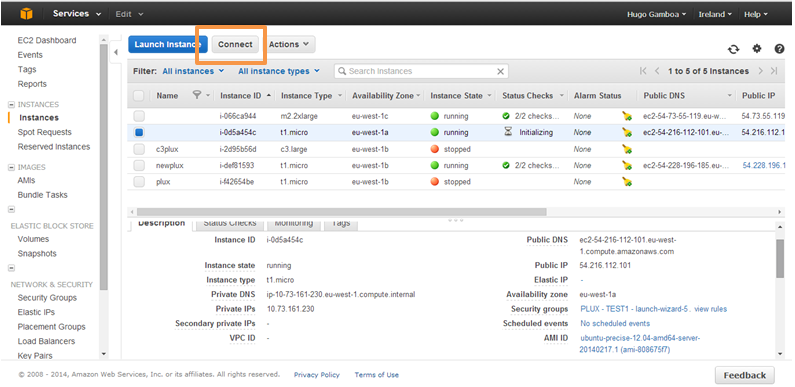 Services Edit Hugo Gamboa Ireland Help
EC2 Dashboard
Events
Tags
Reports
INSTANCES
Instances
Spot Requests
Reserved Instances
IMAGES
AMIs
Bundle Tasks
ELASTIC BLOCK STORE
Volumes
Snapshots
NETWORK & SECURITY
Security Groups
Elastic IPs
Placement Groups
Load Balancers
Key Pairs
Launch Instance Connect Actions
Filter: All instances All instance types Search Instances 1 to 5 of 5 Instances
Name Instance ID Instance Type Availability Zone Instance State Status Checks Alarm Status Public DNS Public IP
i-066ca944 m2.2xlarge eu-west-1c running 2/2 checks... None ec2-54-73-55-119.eu-w... 54.73.55.119
i-0d5a454c t1.micro eu-west-1a running Initializing None ec2-54-216-112-101.eu-... 54.216.112.
c3plux i-2d95b56d c3.large eu-west-1b stopped None
newplux i-def81593 t1.micro eu-west-1b running 2/2 checks... None ec2-54-228-196-185.eu-... 54.228.196.1
plux i-f42654be t1.micro eu-west-1b stopped None
Description Status Checks Monitoring Tags
Instance ID i-0d5a454c Public DNS ec2-54-216-112-101.eu-west-
1.compute.amazonaws.com
Instance state running Public IP 54.216.112.101
Instance type t1.micro Elastic IP -
Private DNS ip-10-73-161-230.eu-west-1.compute.internal Availability zone eu-west-1a
Private IPs 10.73.161.230 Security groups PLUX - TEST1 - launch-wizard-5. view rules
Secondary private IPs - Scheduled events No scheduled events
VPC ID - AMI ID ubuntu-precise-12.04-amd64-server-
20140217.1 (ami-808675f7)
© 2008 - 2014, Amazon Web Services, Inc. or its affiliates. All rights reserved. Privacy Policy Terms of Use Feedback